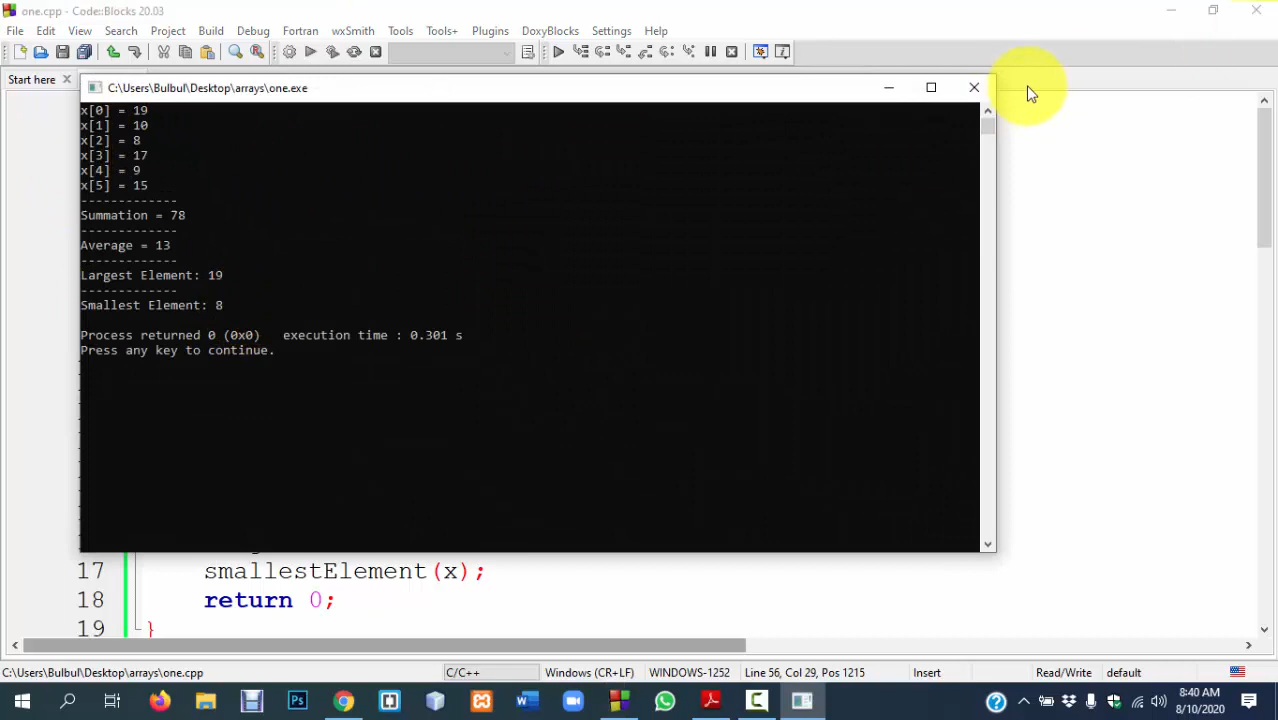 one.cpp - Code::Blocks 20.03
File Edit View Search Project Build Debug Fortran wxSmith Tools Tools+ Plugins DoxyBlocks Settings Help
Start here
C:\Users\Bulbul\Desktop\arrays\one.exe
x[0] = 19
x[1] = 10
x[2] = 8
x[3] = 17
x[4] = 9
x[5] = 15
-------------
Summation = 78
-------------
Average = 13
-------------
Largest Element: 19
-------------
Smallest Element: 8
Process returned 0 (0x0)   execution time : 0.301 s
Press any key to continue.
17 smallestElement(x);
18 return 0;
19 }
C:\Users\Bulbul\Desktop\arrays\one.cpp C/C++ Windows (CR+LF) WINDOWS-1252 Line 56, Col 29, Pos 1215 Insert Read/Write default
8:40 AM
8/10/2020